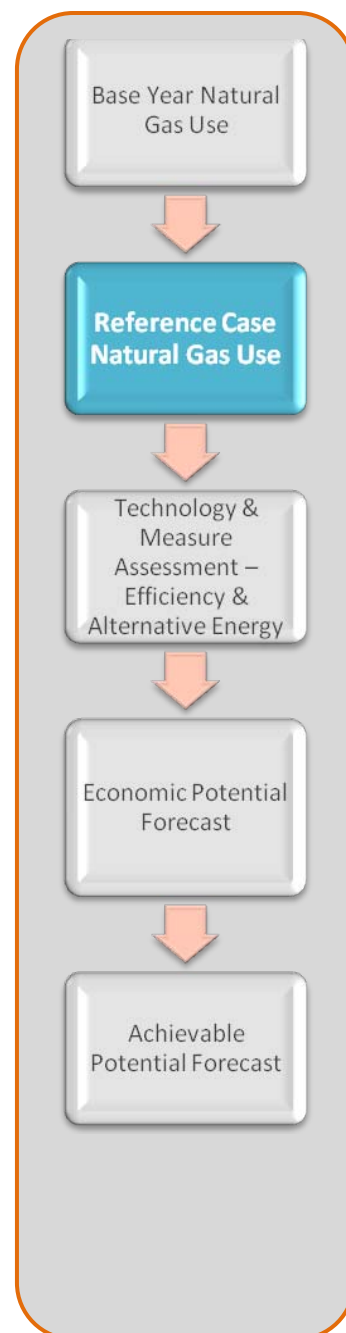 Base Year Natural
Gas Use
Reference Case
Natural Gas Use
Technology &
Measure
Assessment –
Efficiency &
Alternative Energy
Economic Potential
Forecast
Achievable
Potential Forecast